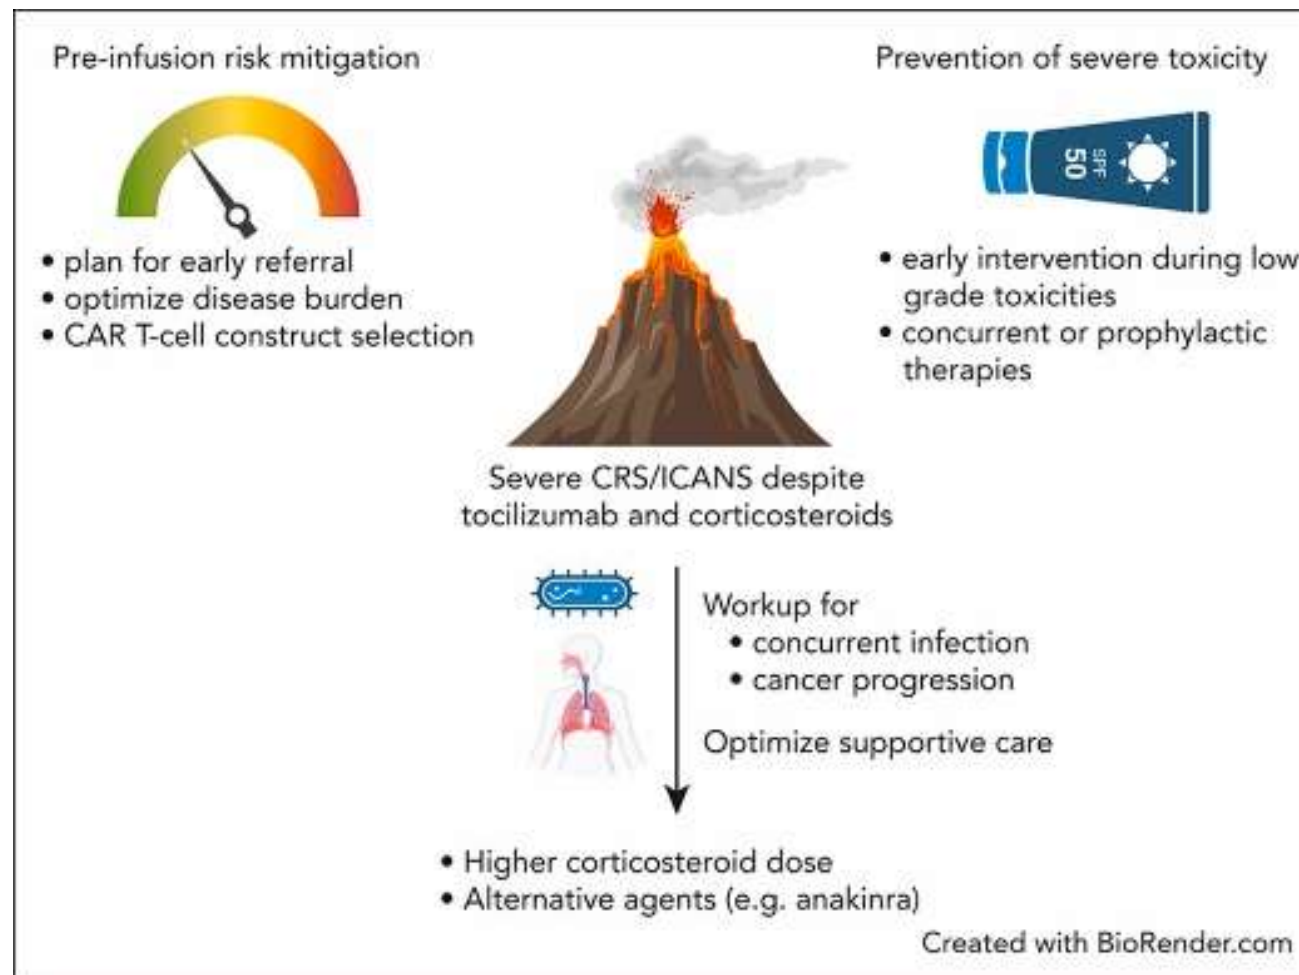 Pre-infusion risk mitigation
• plan for early referral
• optimize disease burden
• CAR T-cell construct selection
Prevention of severe toxicity
SPF
50
• early intervention during low
grade toxicities
• concurrent or prophylactic
therapies
Severe CRS/ICANS despite
tocilizumab and corticosteroids
Workup for
• concurrent infection
• cancer progression
Optimize supportive care
• Higher corticosteroid dose
• Alternative agents (e.g. anakinra)
Created with BioRender.com